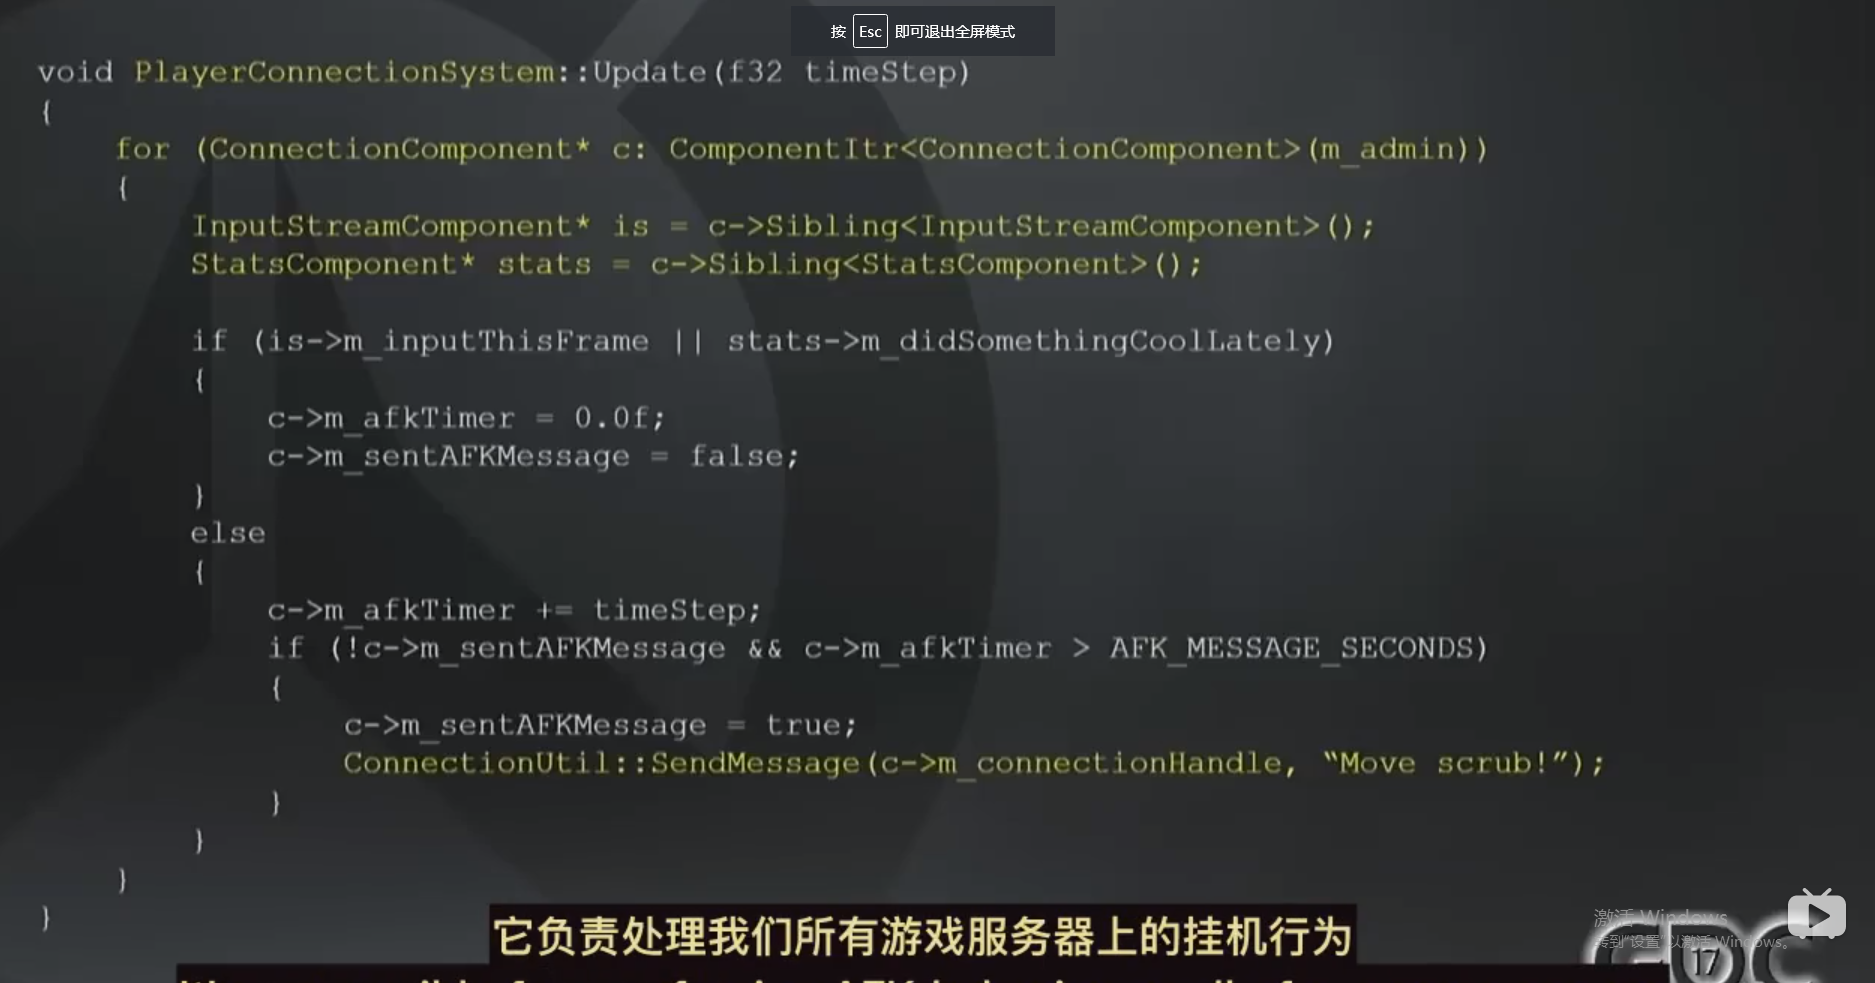 按 Esc 即可退出全屏模式
void PlayerConnectionSystem::Update(f32 timeStep)
{
for (ConnectionComponent* c: ComponentItr<ConnectionComponent>(m_admin))
{
InputStreamComponent* is = c->Sibling<InputStreamComponent>();
StatsComponent* stats = c->Sibling<StatsComponent>();
if (is->m_inputThisFrame || stats->m_didSomethingCoolLately)
{
c->m_afkTimer = 0.0f;
c->m_sentAFKMessage = false;
}
else
{
c->m_afkTimer += timeStep;
if (!c->m_sentAFKMessage && c->m_afkTimer > AFK_MESSAGE_SECONDS)
{
c->m_sentAFKMessage = true;
ConnectionUtil::SendMessage(c->m_connectionHandle, “Move scrub!”);
}
}
}
}
它负责处理我们所有游戏服务器上的挂机行为
激活 Windows
转到"设置"以激活 Windows。
17